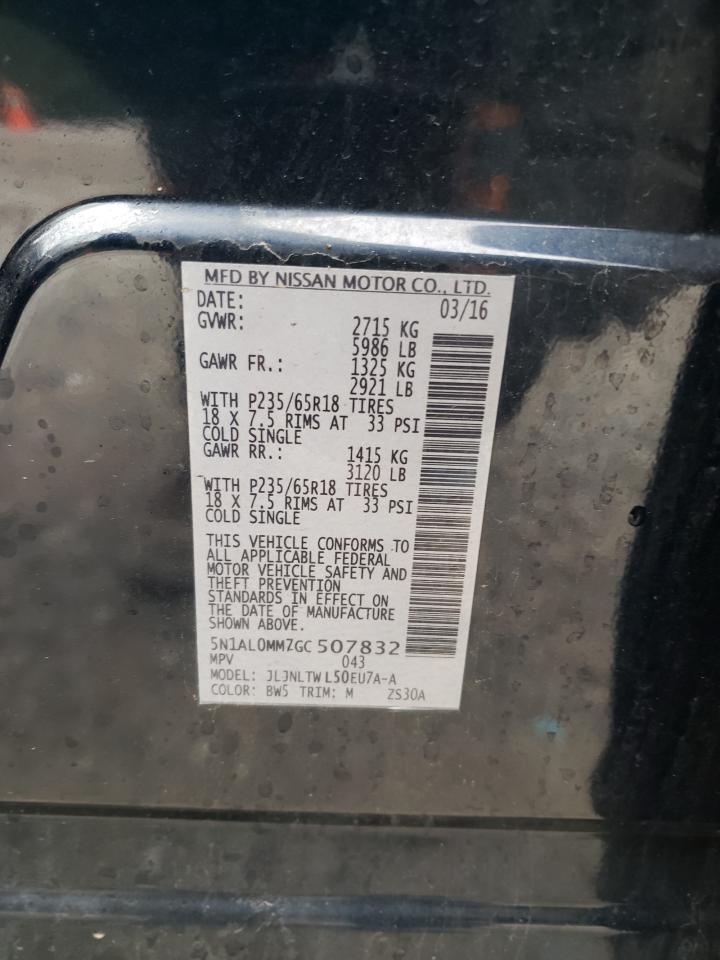 MFD BY NISSAN MOTOR CO., LTD.
DATE: 03/16
GVWR: 2715 KG
5986 LB
GAWR FR.: 1325 KG
2921 LB
WITH P235/65R18 TIRES
18 X 7.5 RIMS AT 33 PSI
COLD SINGLE
GAWR RR.: 1415 KG
3120 LB
WITH P235/65R18 TIRES
18 X 7.5 RIMS AT 33 PSI
COLD SINGLE
THIS VEHICLE CONFORMS TO
ALL APPLICABLE FEDERAL
MOTOR VEHICLE SAFETY AND
THEFT PREVENTION
STANDARDS IN EFFECT ON
THE DATE OF MANUFACTURE
SHOWN ABOVE.
5N1AL0MM7GC507832
MPV 043
MODEL: JLJNLTWL50EU7A-A
COLOR: BW5 TRIM: M ZS30A